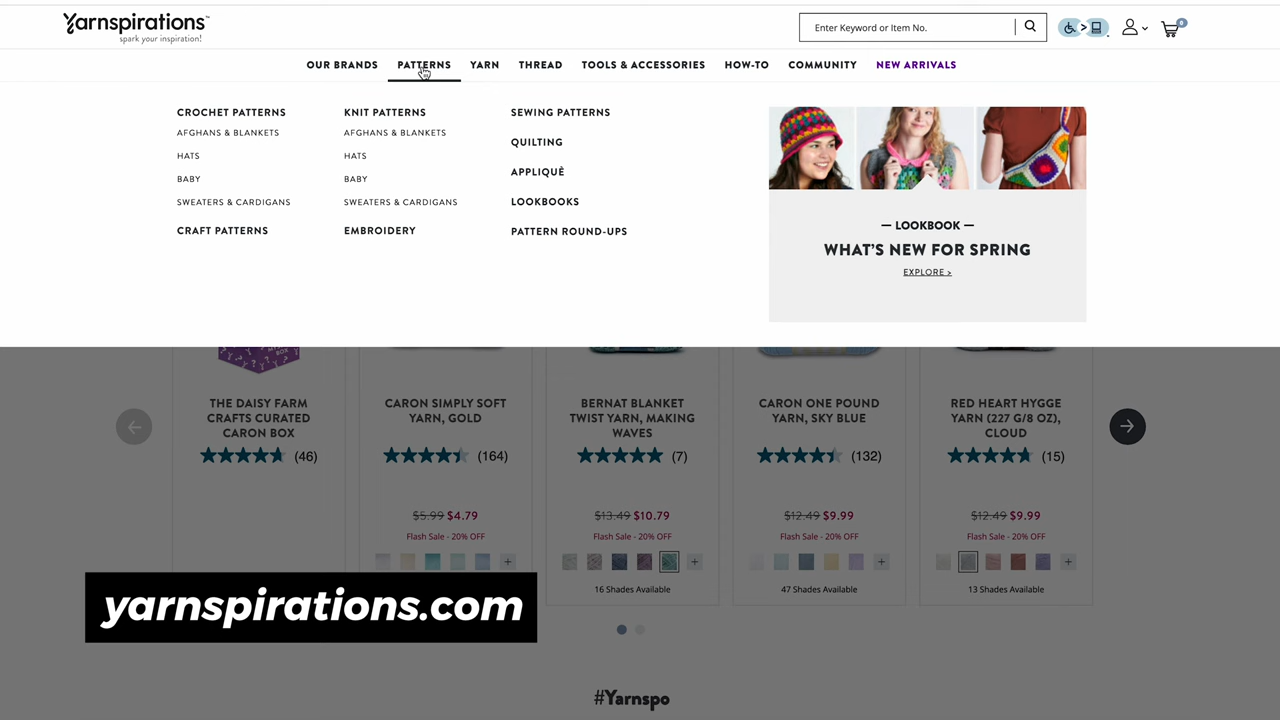 Yarnspirations™
spark your inspiration!
Enter Keyword or Item No.
0
OUR BRANDS PATTERNS YARN THREAD TOOLS & ACCESSORIES HOW-TO COMMUNITY NEW ARRIVALS
CROCHET PATTERNS
AFGHANS & BLANKETS
HATS
BABY
SWEATERS & CARDIGANS
CRAFT PATTERNS
KNIT PATTERNS
AFGHANS & BLANKETS
HATS
BABY
SWEATERS & CARDIGANS
EMBROIDERY
SEWING PATTERNS
QUILTING
APPLIQUÈ
LOOKBOOKS
PATTERN ROUND-UPS
— LOOKBOOK —
WHAT'S NEW FOR SPRING
EXPLORE >
THE DAISY FARM
CRAFTS CURATED
CARON BOX
(46)
CARON SIMPLY SOFT
YARN, GOLD
(164)
$5.99 $4.79
Flash Sale - 20% OFF
+
BERNAT BLANKET
TWIST YARN, MAKING
WAVES
(7)
$13.49 $10.79
Flash Sale - 20% OFF
+
16 Shades Available
CARON ONE POUND
YARN, SKY BLUE
(132)
$12.49 $9.99
Flash Sale - 20% OFF
+
47 Shades Available
RED HEART HYGGE
YARN (227 G/8 OZ),
CLOUD
(15)
$12.49 $9.99
Flash Sale - 20% OFF
+
13 Shades Available
yarnspirations.com
#Yarnspo